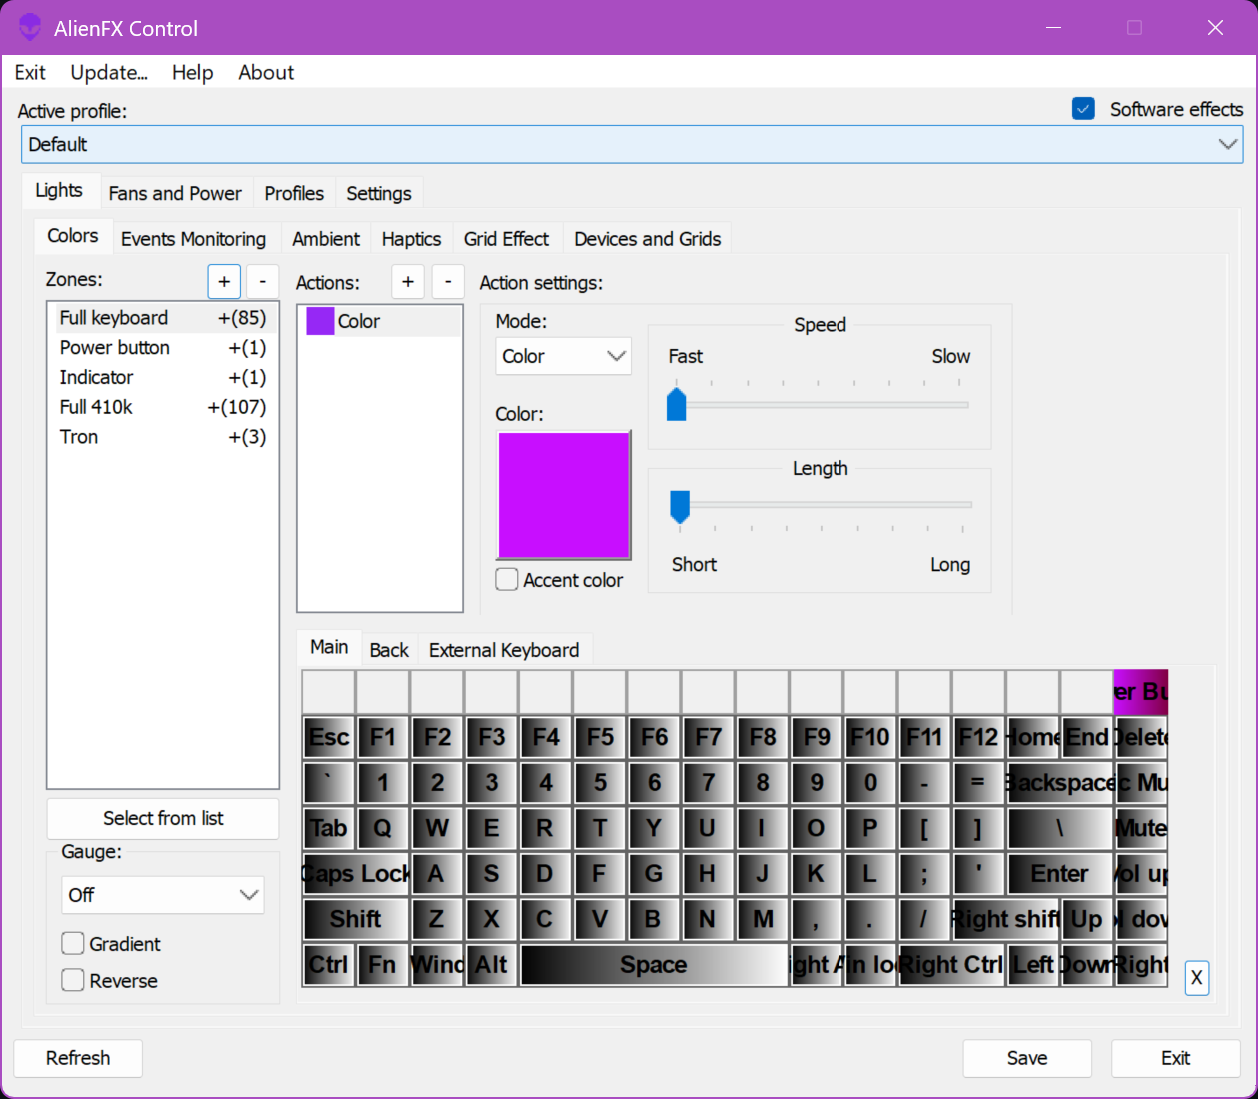 AlienFX Control
Exit Update... Help About
Active profile:
Software effects
Default
Lights Fans and Power Profiles Settings
Colors Events Monitoring Ambient Haptics Grid Effect Devices and Grids
Zones: + -
Full keyboard +(85)
Power button +(1)
Indicator +(1)
Full 410k +(107)
Tron +(3)
Select from list
Gauge:
Off
Gradient
Reverse
Actions: + -
Color
Action settings:
Mode:
Color
Color:
Accent color
Speed
Fast Slow
Length
Short Long
Main Back External Keyboard
er Bu
Esc F1 F2 F3 F4 F5 F6 F7 F8 F9 F10 F11 F12 Home End Delete
` 1 2 3 4 5 6 7 8 9 0 - = Backspace ic Mu
Tab Q W E R T Y U I O P [ ] \ Mute
Caps Lock A S D F G H J K L ; ' Enter Vol up
Shift Z X C V B N M , . / Right shift Up ol dow
Ctrl Fn Wind Alt Space ight A in lo Right Ctrl Left Down Right
X
Refresh Save Exit